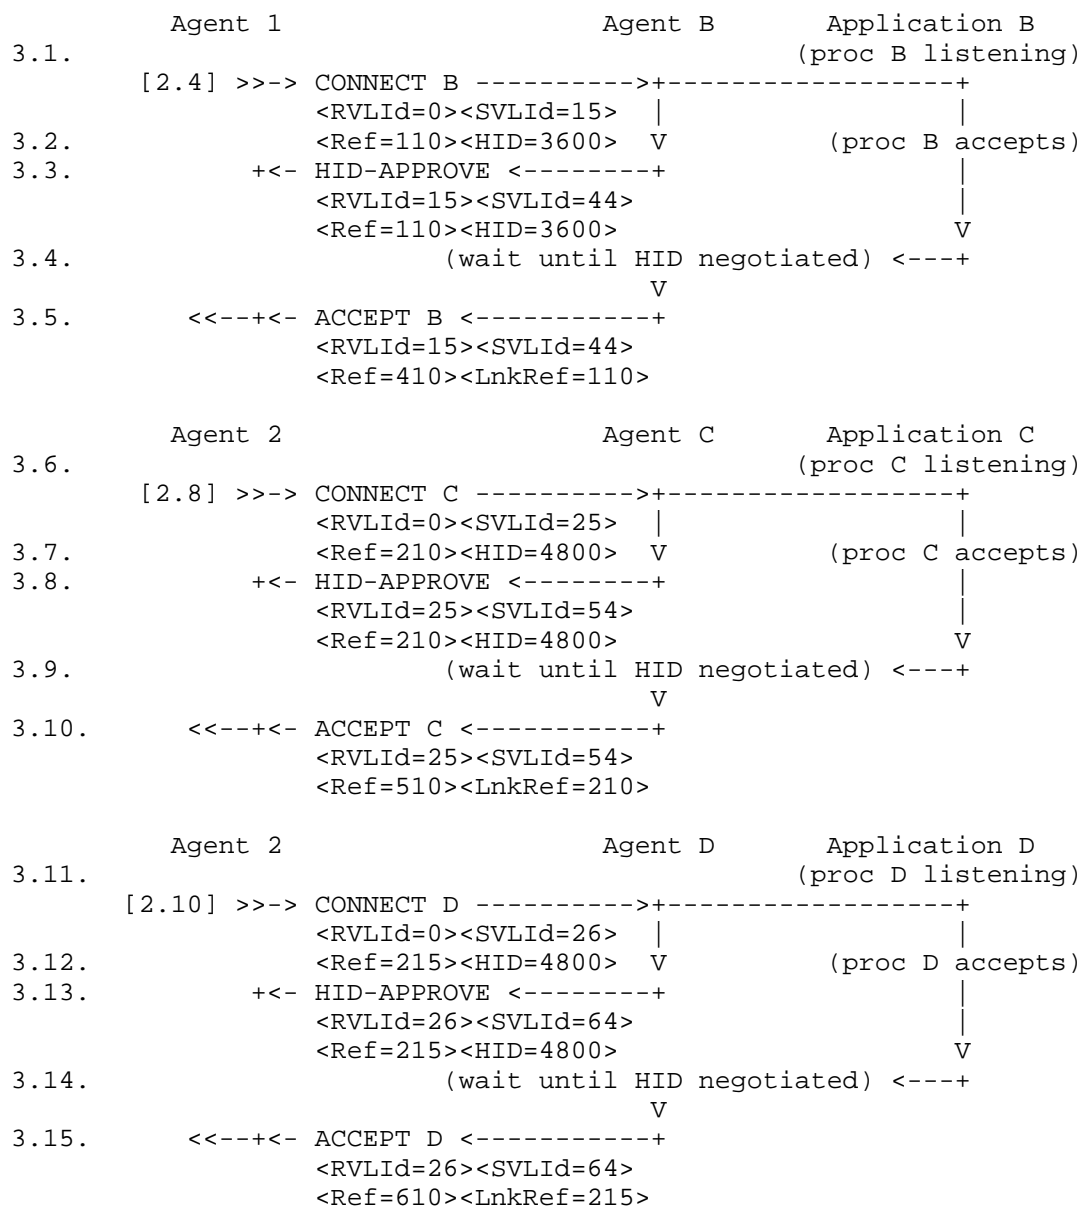 Agent 1                    Agent B       Application B
3.1.                                             (proc B listening)
        [2.4] >>-> CONNECT B ---------->+------------------+
                   <RVLId=0><SVLId=15>  |                  |
3.2.               <Ref=110><HID=3600>  V          (proc B accepts)
3.3.           +<- HID-APPROVE <--------+                  |
                   <RVLId=15><SVLId=44>                    |
                   <Ref=110><HID=3600>                     V
3.4.                       (wait until HID negotiated) <---+
                                        V
3.5.       <<--+<- ACCEPT B <-----------+
                   <RVLId=15><SVLId=44>
                   <Ref=410><LnkRef=110>

          Agent 2                    Agent C       Application C
3.6.                                             (proc C listening)
        [2.8] >>-> CONNECT C ---------->+------------------+
                   <RVLId=0><SVLId=25>  |                  |
3.7.               <Ref=210><HID=4800>  V          (proc C accepts)
3.8.           +<- HID-APPROVE <--------+                  |
                   <RVLId=25><SVLId=54>                    |
                   <Ref=210><HID=4800>                     V
3.9.                       (wait until HID negotiated) <---+
                                        V
3.10.      <<--+<- ACCEPT C <-----------+
                   <RVLId=25><SVLId=54>
                   <Ref=510><LnkRef=210>

          Agent 2                    Agent D       Application D
3.11.                                            (proc D listening)
       [2.10] >>-> CONNECT D ---------->+------------------+
                   <RVLId=0><SVLId=26>  |                  |
3.12.              <Ref=215><HID=4800>  V          (proc D accepts)
3.13.          +<- HID-APPROVE <--------+                  |
                   <RVLId=26><SVLId=64>                    |
                   <Ref=215><HID=4800>                     V
3.14.                      (wait until HID negotiated) <---+
                                        V
3.15.      <<--+<- ACCEPT D <-----------+
                   <RVLId=26><SVLId=64>
                   <Ref=610><LnkRef=215>